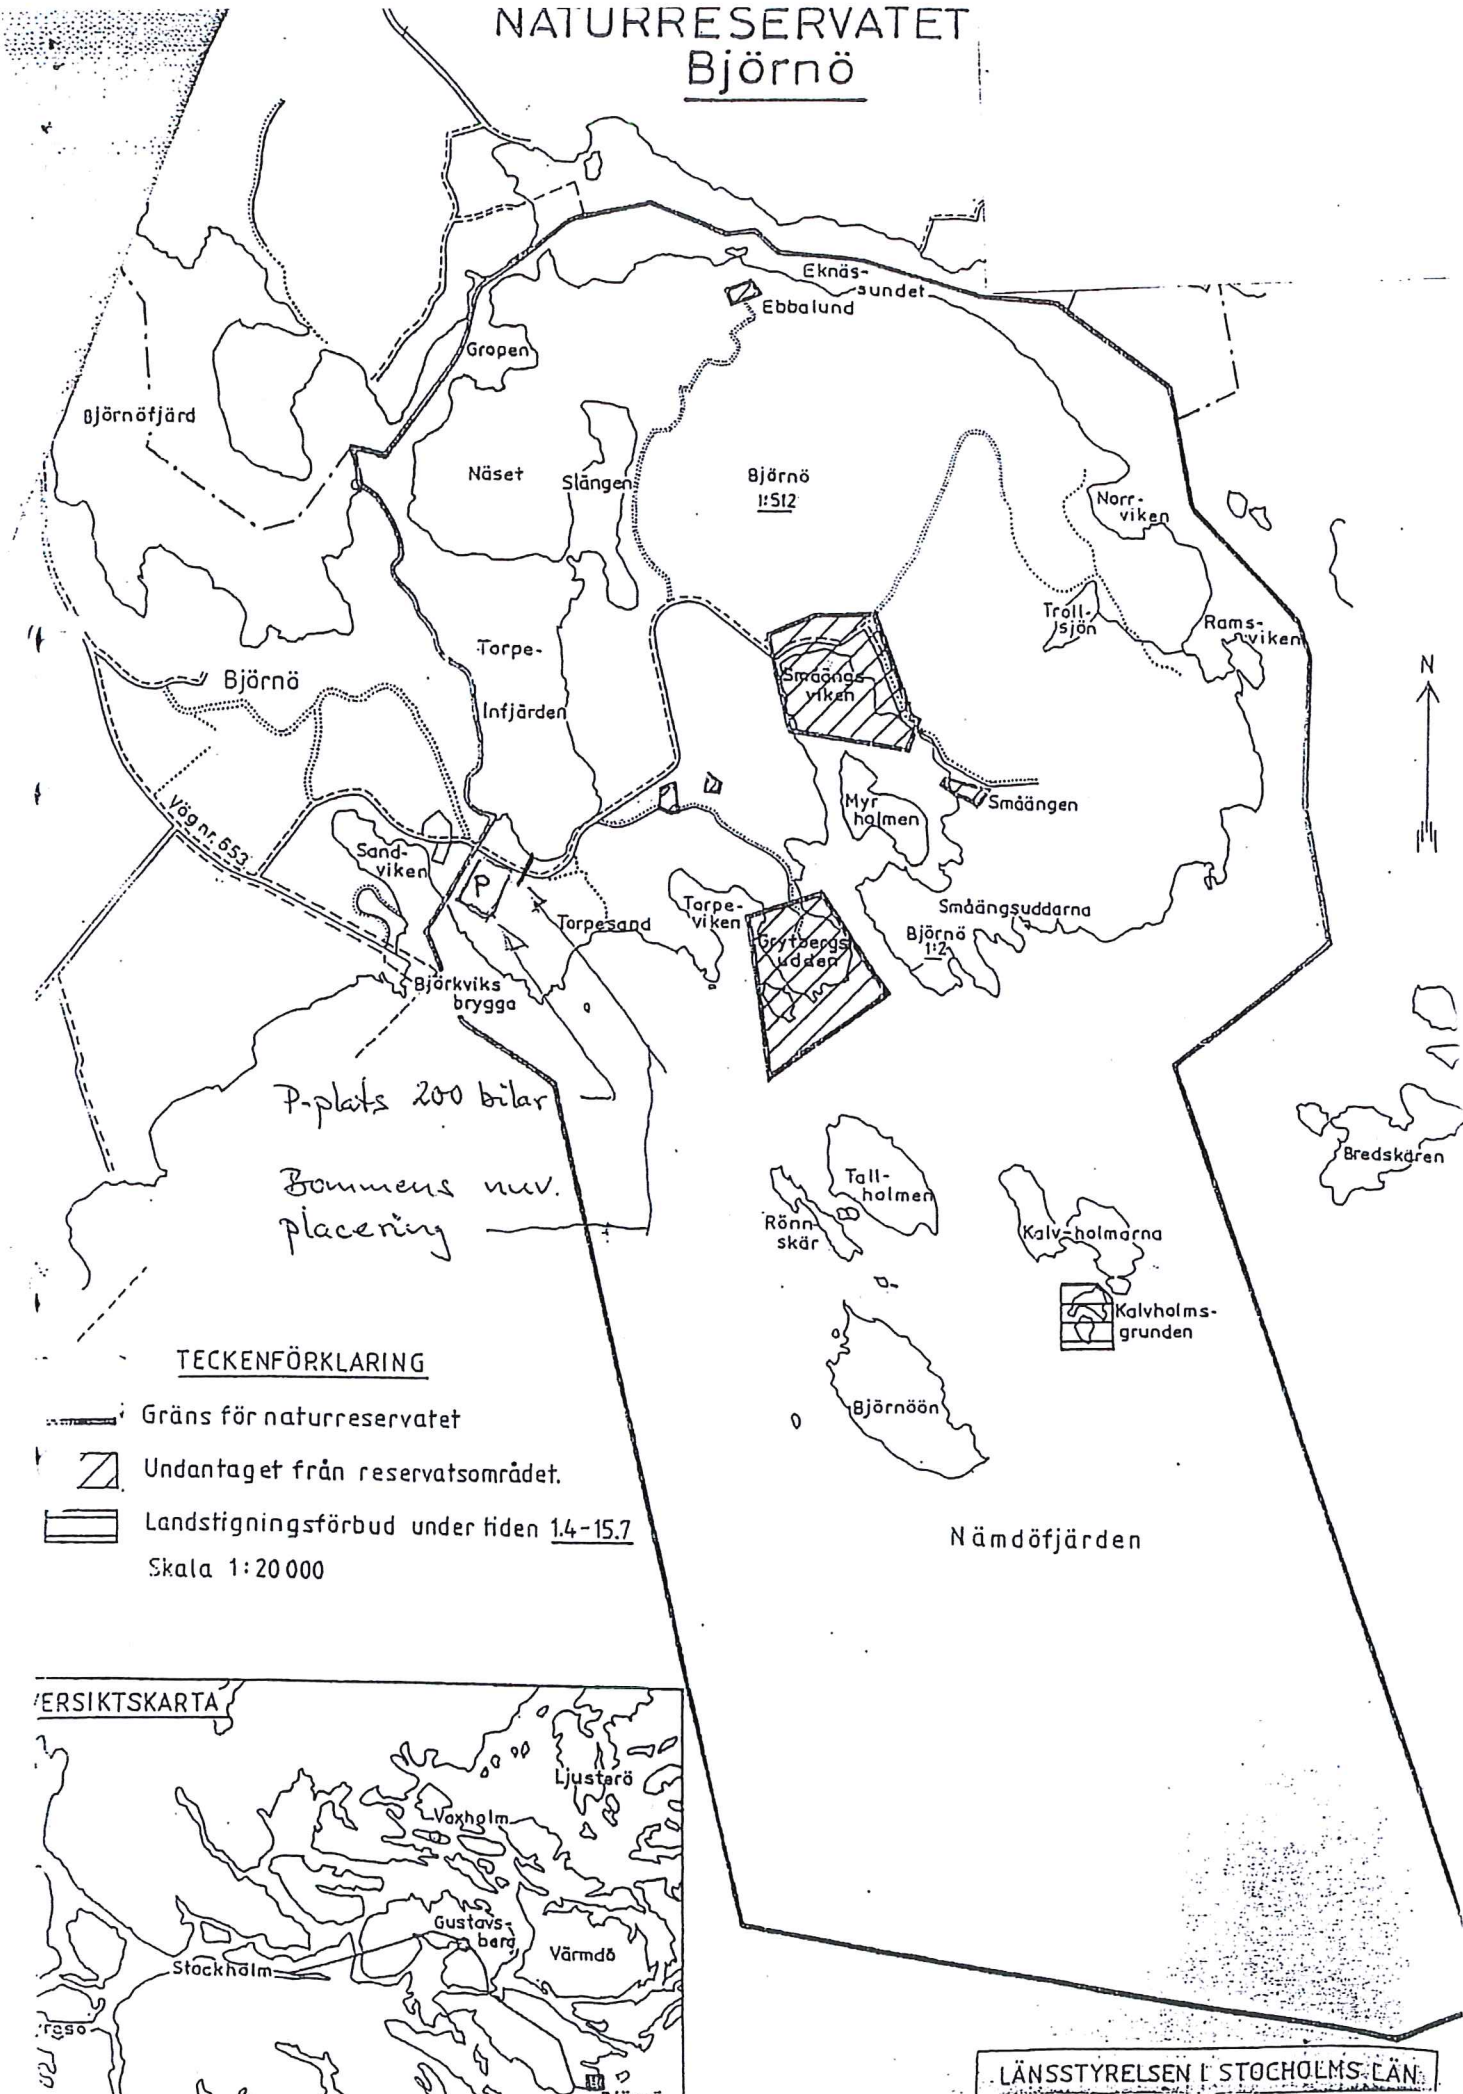 NATURRESERVATET
Björnö
Eknäs-
sundet
Ebbalund
Gropen
Björnöfjärd
Näset
Slängen
Björnö
1:512
Norr-
viken
Troll-
sjön
Rams-
viken
Torpe-
Infjärden
Björnö
Småängs
viken
N
Myr
holmen
Småängen
Väg nr. 653
Sand-
viken
P
Torpesand
Torpe-
viken
Grytbergs
udden
Småängsuddarna
Björnö
1:2
Björkviks
brygga
P-plats 200 bilar
Bommens nuv.
placering
Tall-
holmen
Rönn-
skär
Kalv-holmarna
Bredskären
Kalvholms-
grunden
Björnöön
Nämdöfjärden
TECKENFÖRKLARING
Gräns för naturreservatet
Undantaget från reservatsområdet.
Landstigningsförbud under tiden 1.4-15.7
Skala 1:20 000
ERSIKTSKARTA
Ljusterö
Vaxholm
Gustavs-
berg
Värmdö
Stockholm
resö
LÄNSSTYRELSEN I STOCHOLMS LÄN